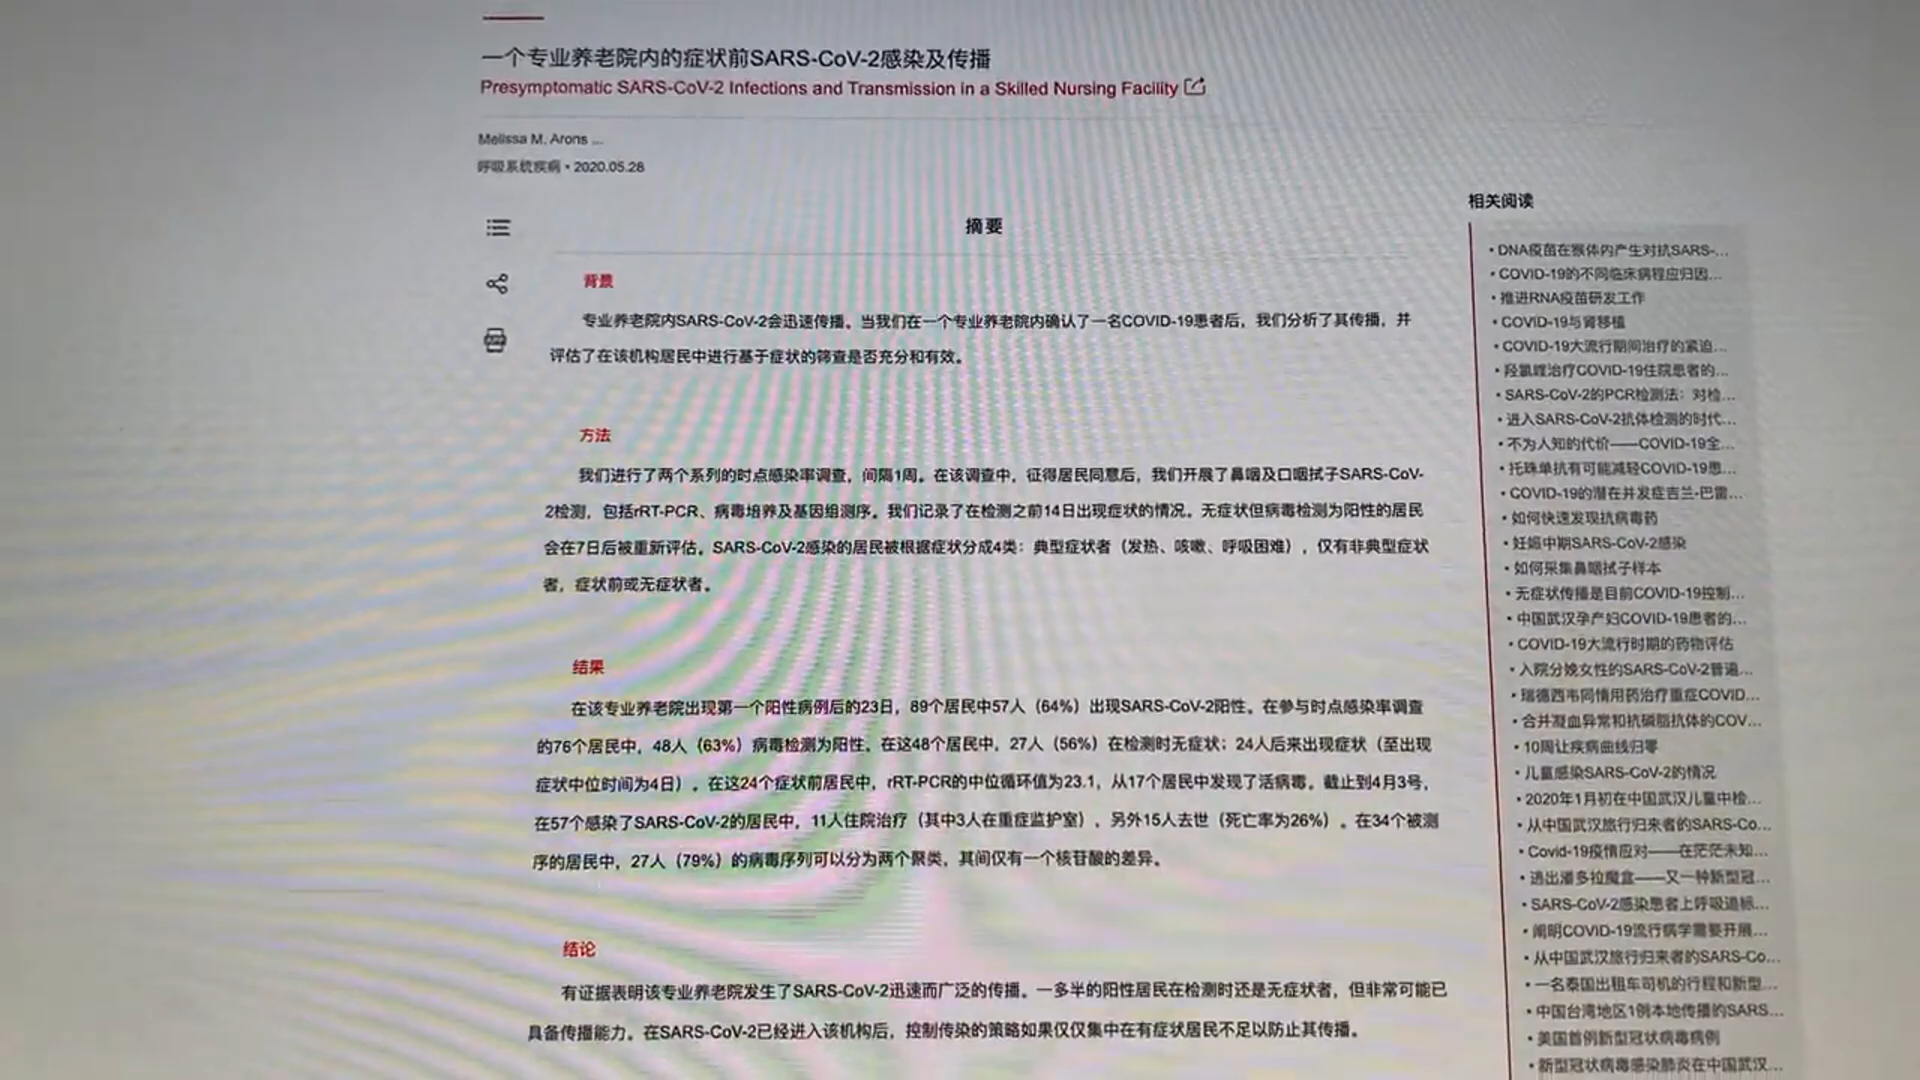 一个专业养老院内的症状前SARS-CoV-2感染及传播
Presymptomatic SARS-CoV-2 Infections and Transmission in a Skilled Nursing Facility
Melissa M. Arons ...
呼吸系统疾病 • 2020.05.28
摘要
背景
专业养老院内SARS-CoV-2会迅速传播。当我们在一个专业养老院内确认了一名COVID-19患者后，我们分析了其传播，并
评估了在该机构居民中进行基于症状的筛查是否充分和有效。
方法
我们进行了两个系列的时点感染率调查，间隔1周。在该调查中，征得居民同意后，我们开展了鼻咽及口咽拭子SARS-CoV-
2检测，包括rRT-PCR、病毒培养及基因组测序。我们记录了在检测之前14日出现症状的情况。无症状但病毒检测为阳性的居民
会在7日后被重新评估。SARS-CoV-2感染的居民被根据症状分成4类：典型症状者（发热、咳嗽、呼吸困难），仅有非典型症状
者，症状前或无症状者。
结果
在该专业养老院出现第一个阳性病例后的23日，89个居民中57人（64%）出现SARS-CoV-2阳性。在参与时点感染率调查
的76个居民中，48人（63%）病毒检测为阳性。在这48个居民中，27人（56%）在检测时无症状；24人后来出现症状（至出现
症状中位时间为4日）。在这24个症状前居民中，rRT-PCR的中位循环值为23.1，从17个居民中发现了活病毒。截止到4月3号，
在57个感染了SARS-CoV-2的居民中，11人住院治疗（其中3人在重症监护室），另外15人去世（死亡率为26%）。在34个被测
序的居民中，27人（79%）的病毒序列可以分为两个聚类，其间仅有一个核苷酸的差异。
结论
有证据表明该专业养老院发生了SARS-CoV-2迅速而广泛的传播。一多半的阳性居民在检测时还是无症状者，但非常可能已
具备传播能力。在SARS-CoV-2已经进入该机构后，控制传染的策略如果仅仅集中在有症状居民不足以防止其传播。
相关阅读
• DNA疫苗在猴体内产生对抗SARS-...
• COVID-19的不同临床病程应归因...
• 推进RNA疫苗研发工作
• COVID-19与肾移植
• COVID-19大流行期间治疗的紧迫...
• 羟氯喹治疗COVID-19住院患者的...
• SARS-CoV-2的PCR检测法：对检...
• 进入SARS-CoV-2抗体检测的时代...
• 不为人知的代价——COVID-19全...
• 托珠单抗有可能减轻COVID-19患...
• COVID-19的潜在并发症吉兰-巴雷...
• 如何快速发现抗病毒药
• 妊娠中期SARS-CoV-2感染
• 如何采集鼻咽拭子样本
• 无症状传播是目前COVID-19控制...
• 中国武汉孕产妇COVID-19患者的...
• COVID-19大流行时期的药物评估
• 入院分娩女性的SARS-CoV-2普遍...
• 瑞德西韦同情用药治疗重症COVID...
• 合并凝血异常和抗磷脂抗体的COV...
• 10周让疾病曲线归零
• 儿童感染SARS-CoV-2的情况
• 2020年1月初在中国武汉儿童中检...
• 从中国武汉旅行归来者的SARS-Co...
• Covid-19疫情应对——在茫茫未知...
• 逃出潘多拉魔盒——又一种新型冠...
• SARS-CoV-2感染患者上呼吸道标...
• 阐明COVID-19流行病学需要开展...
• 从中国武汉旅行归来者的SARS-Co...
• 一名泰国出租车司机的行程和新型...
• 中国台湾地区1例本地传播的SARS...
• 美国首例新型冠状病毒病例
• 新型冠状病毒感染肺炎在中国武汉...